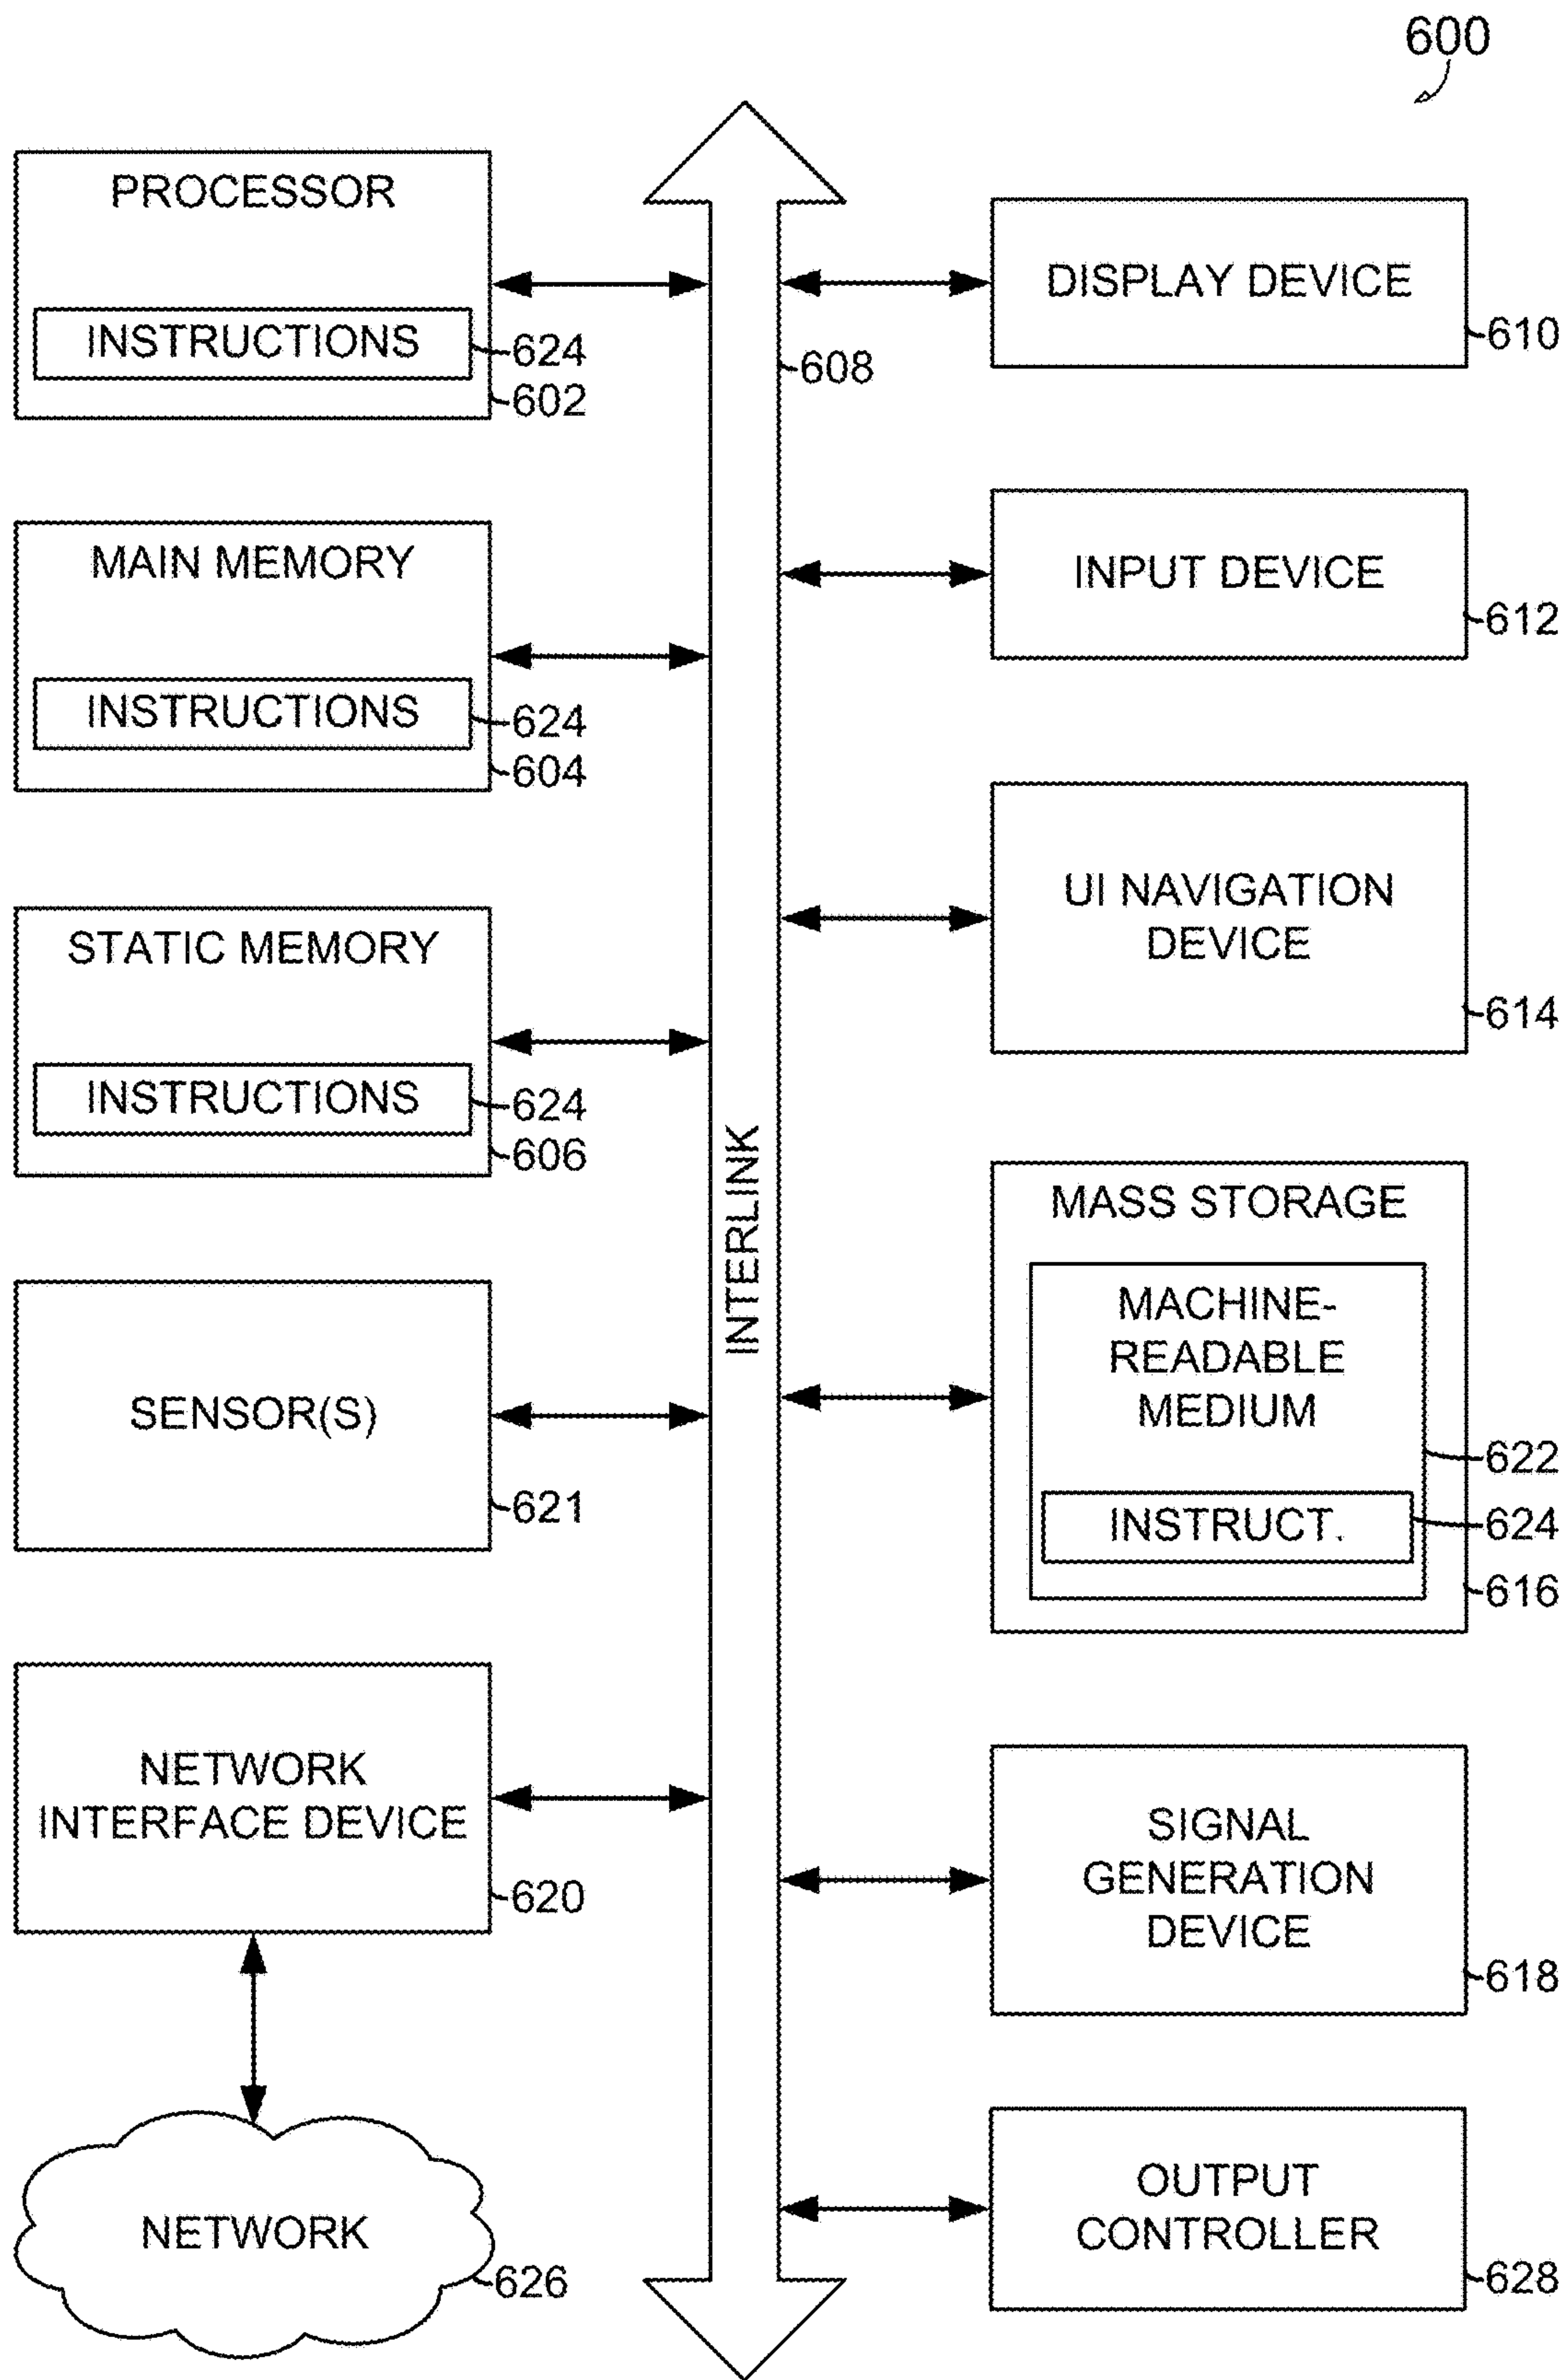 600
PROCESSOR
INSTRUCTIONS
624
602
MAIN MEMORY
INSTRUCTIONS
624
604
STATIC MEMORY
INSTRUCTIONS
624
606
SENSOR(S)
621
NETWORK
INTERFACE DEVICE
620
NETWORK
626
INTERLINK
608
DISPLAY DEVICE
610
INPUT DEVICE
612
UI NAVIGATION
DEVICE
614
MASS STORAGE
MACHINE-
READABLE
MEDIUM
622
INSTRUCT.
624
616
SIGNAL
GENERATION
DEVICE
618
OUTPUT
CONTROLLER
628